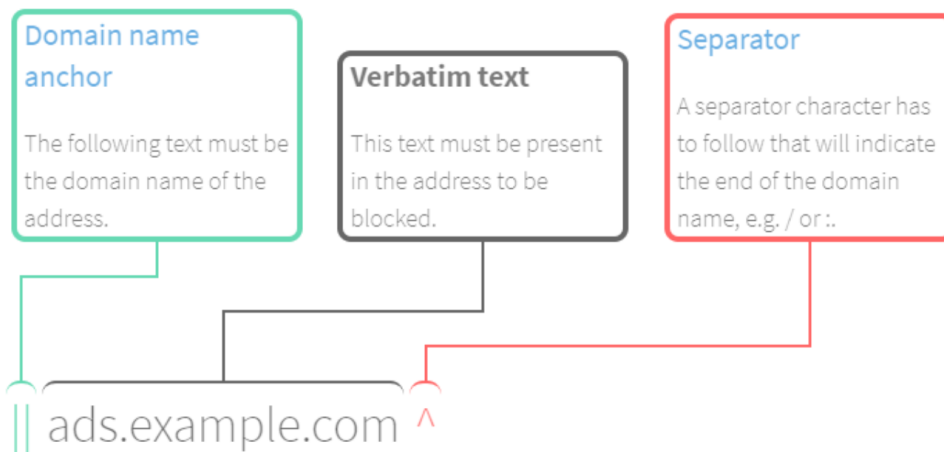 Domain name
anchor
The following text must be
the domain name of the
address.
Verbatim text
This text must be present
in the address to be
blocked.
Separator
A separator character has
to follow that will indicate
the end of the domain
name, e.g. / or :.
|| ads.example.com ^